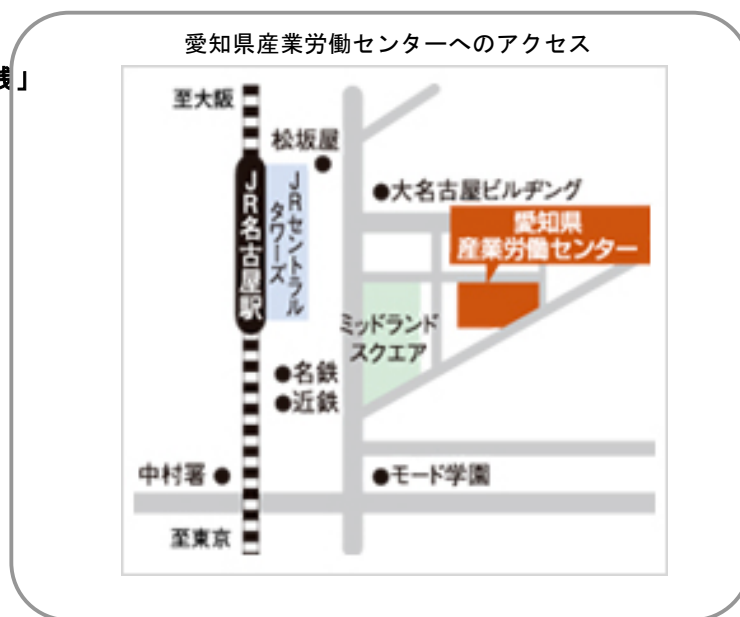 愛知県産業労働センターへのアクセス
」
至大阪
松坂屋
JR名古屋駅
JRセントラル
タワーズ
大名古屋ビルヂング
愛知県
産業労働センター
ミッドランド
スクエア
名鉄
近鉄
中村署
モード学園
至東京